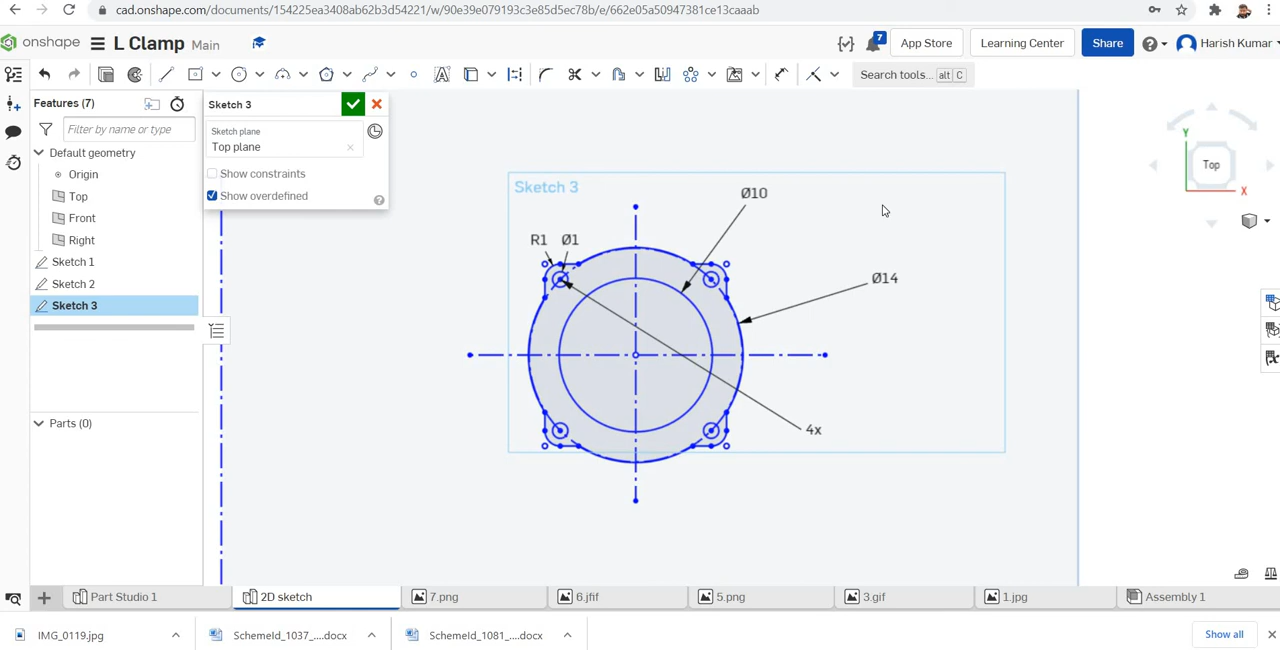 cad.onshape.com/documents/154225ea3408ab62b3d54221/w/90e39e07193c3e85d5ec78b/e/662e05a50947381ce13caaab
onshape
L Clamp
Main
7
App Store
Learning Center
Share
Harish Kumar
Search tools... alt C
Features (7)
Filter by name or type
Default geometry
Origin
Top
Front
Right
Sketch 1
Sketch 2
Sketch 3
Parts (0)
Sketch 3
Sketch plane
Top plane
Show constraints
Show overdefined
Sketch 3
Ø10
R1
Ø1
Ø14
4x
Y
Top
X
Part Studio 1
2D sketch
7.png
6.jfif
5.png
3.gif
1.jpg
Assembly 1
IMG_0119.jpg
SchemeId_1037_....docx
SchemeId_1081_....docx
Show all